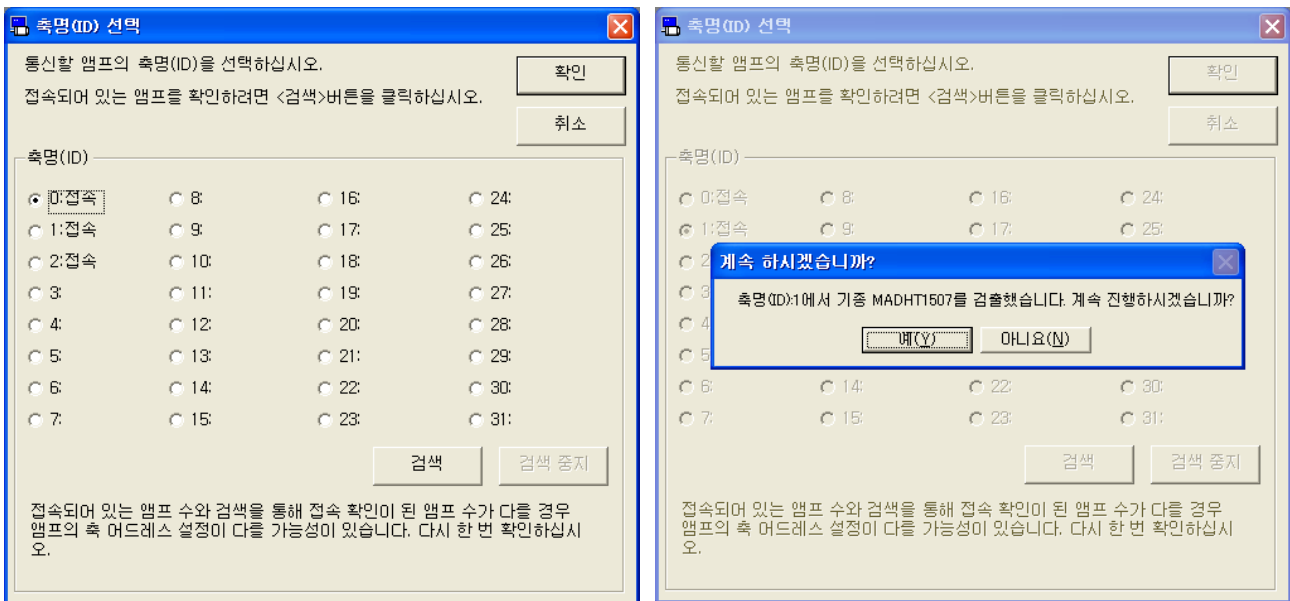 축명(ID) 선택
통신할 앰프의 축명(ID)을 선택하십시오.
접속되어 있는 앰프를 확인하려면 <검색>버튼을 클릭하십시오.
확인
취소
축명(ID)
0:접속 8: 16: 24:
1:접속 9: 17: 25:
2:접속 10: 18: 26:
3: 11: 19: 27:
4: 12: 20: 28:
5: 13: 21: 29:
6: 14: 22: 30:
7: 15: 23: 31:
검색 검색 중지
접속되어 있는 앰프 수와 검색을 통해 접속 확인이 된 앰프 수가 다를 경우
앰프의 축 어드레스 설정이 다를 가능성이 있습니다. 다시 한 번 확인하십시
오.
축명(ID) 선택
통신할 앰프의 축명(ID)을 선택하십시오.
접속되어 있는 앰프를 확인하려면 <검색>버튼을 클릭하십시오.
확인
취소
축명(ID)
0:접속 8: 16: 24:
1:접속 9: 17: 25:
2
계속 하시겠습니까?
3
축명(ID):1에서 기종 MADHT1507를 검출했습니다. 계속 진행하시겠습니까?
4
예(Y) 아니요(N)
5
6: 14: 22: 30:
7: 15: 23: 31:
검색 검색 중지
접속되어 있는 앰프 수와 검색을 통해 접속 확인이 된 앰프 수가 다를 경우
앰프의 축 어드레스 설정이 다를 가능성이 있습니다. 다시 한 번 확인하십시
오.